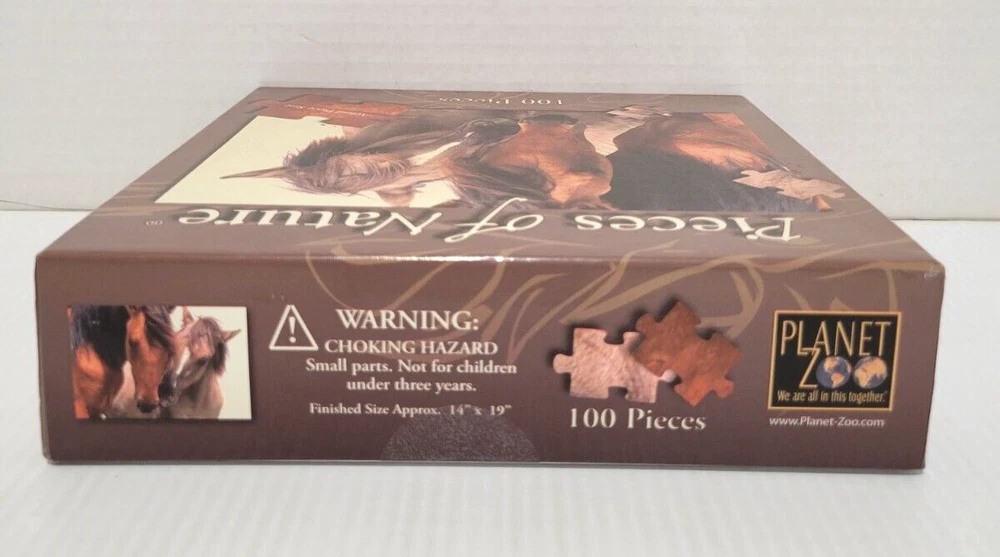 100 Pieces
Pieces of Nature
WARNING:
CHOKING HAZARD
Small parts. Not for children
under three years.
Finished Size Approx. 14" x 19"
100 Pieces
PLANET
ZOO
We are all in this together.
www.Planet-Zoo.com